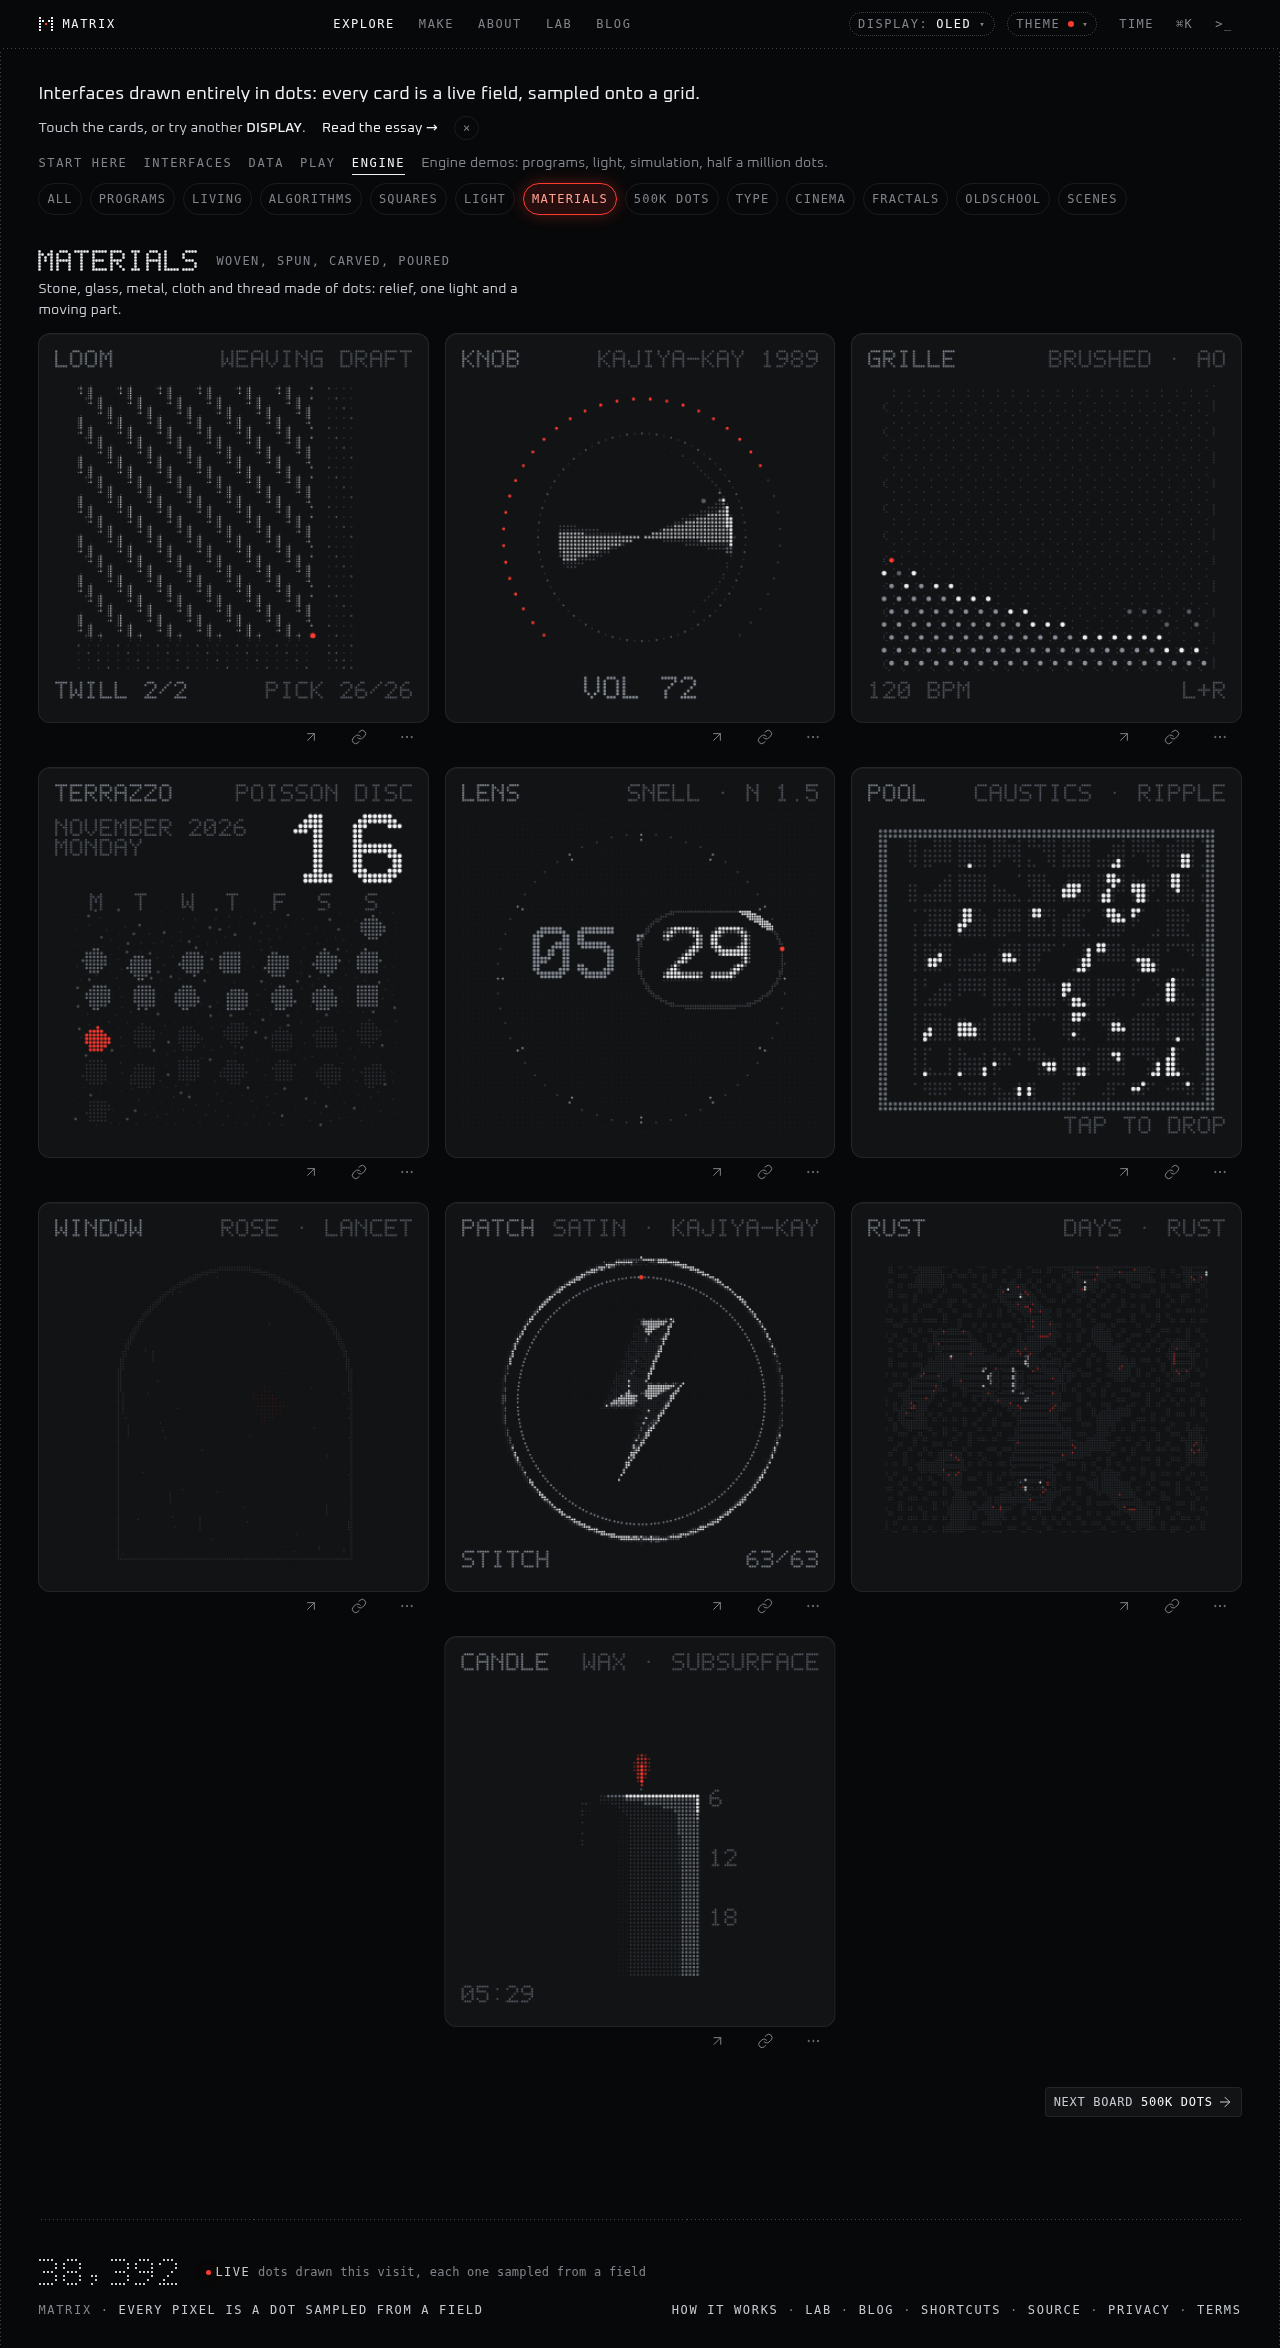 MATRIX
EXPLORE MAKE ABOUT LAB BLOG
DISPLAY: OLED ▾ THEME ▾ TIME ⌘K >_
Interfaces drawn entirely in dots: every card is a live field, sampled onto a grid.
Touch the cards, or try another DISPLAY. Read the essay → ×
START HERE INTERFACES DATA PLAY ENGINE Engine demos: programs, light, simulation, half a million dots.
ALL PROGRAMS LIVING ALGORITHMS SQUARES LIGHT MATERIALS 500K DOTS TYPE CINEMA FRACTALS OLDSCHOOL SCENES
MATERIALS WOVEN, SPUN, CARVED, POURED
Stone, glass, metal, cloth and thread made of dots: relief, one light and a
moving part.
LOOM WEAVING DRAFT
TWILL 2/2 PICK 26/26
KNOB KAJIYA-KAY 1989
VOL 72
GRILLE BRUSHED · AO
120 BPM L+R
TERRAZZO POISSON DISC
NOVEMBER 2026
MONDAY
16
M T W T F S S
LENS SNELL · N 1.5
05 29
POOL CAUSTICS · RIPPLE
TAP TO DROP
WINDOW ROSE · LANCET
PATCH SATIN · KAJIYA-KAY
STITCH 63/63
RUST DAYS · RUST
CANDLE WAX · SUBSURFACE
6
12
18
05:29
NEXT BOARD 500K DOTS →
38,392 LIVE dots drawn this visit, each one sampled from a field
MATRIX · EVERY PIXEL IS A DOT SAMPLED FROM A FIELD
HOW IT WORKS · LAB · BLOG · SHORTCUTS · SOURCE · PRIVACY · TERMS